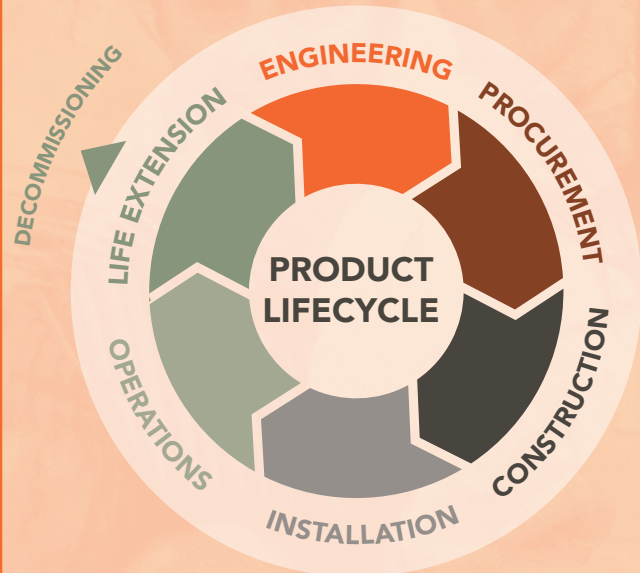 ENGINEERING
PROCUREMENT
CONSTRUCTION
INSTALLATION
OPERATIONS
LIFE EXTENSION
DECOMMISSIONING
PRODUCT
LIFECYCLE